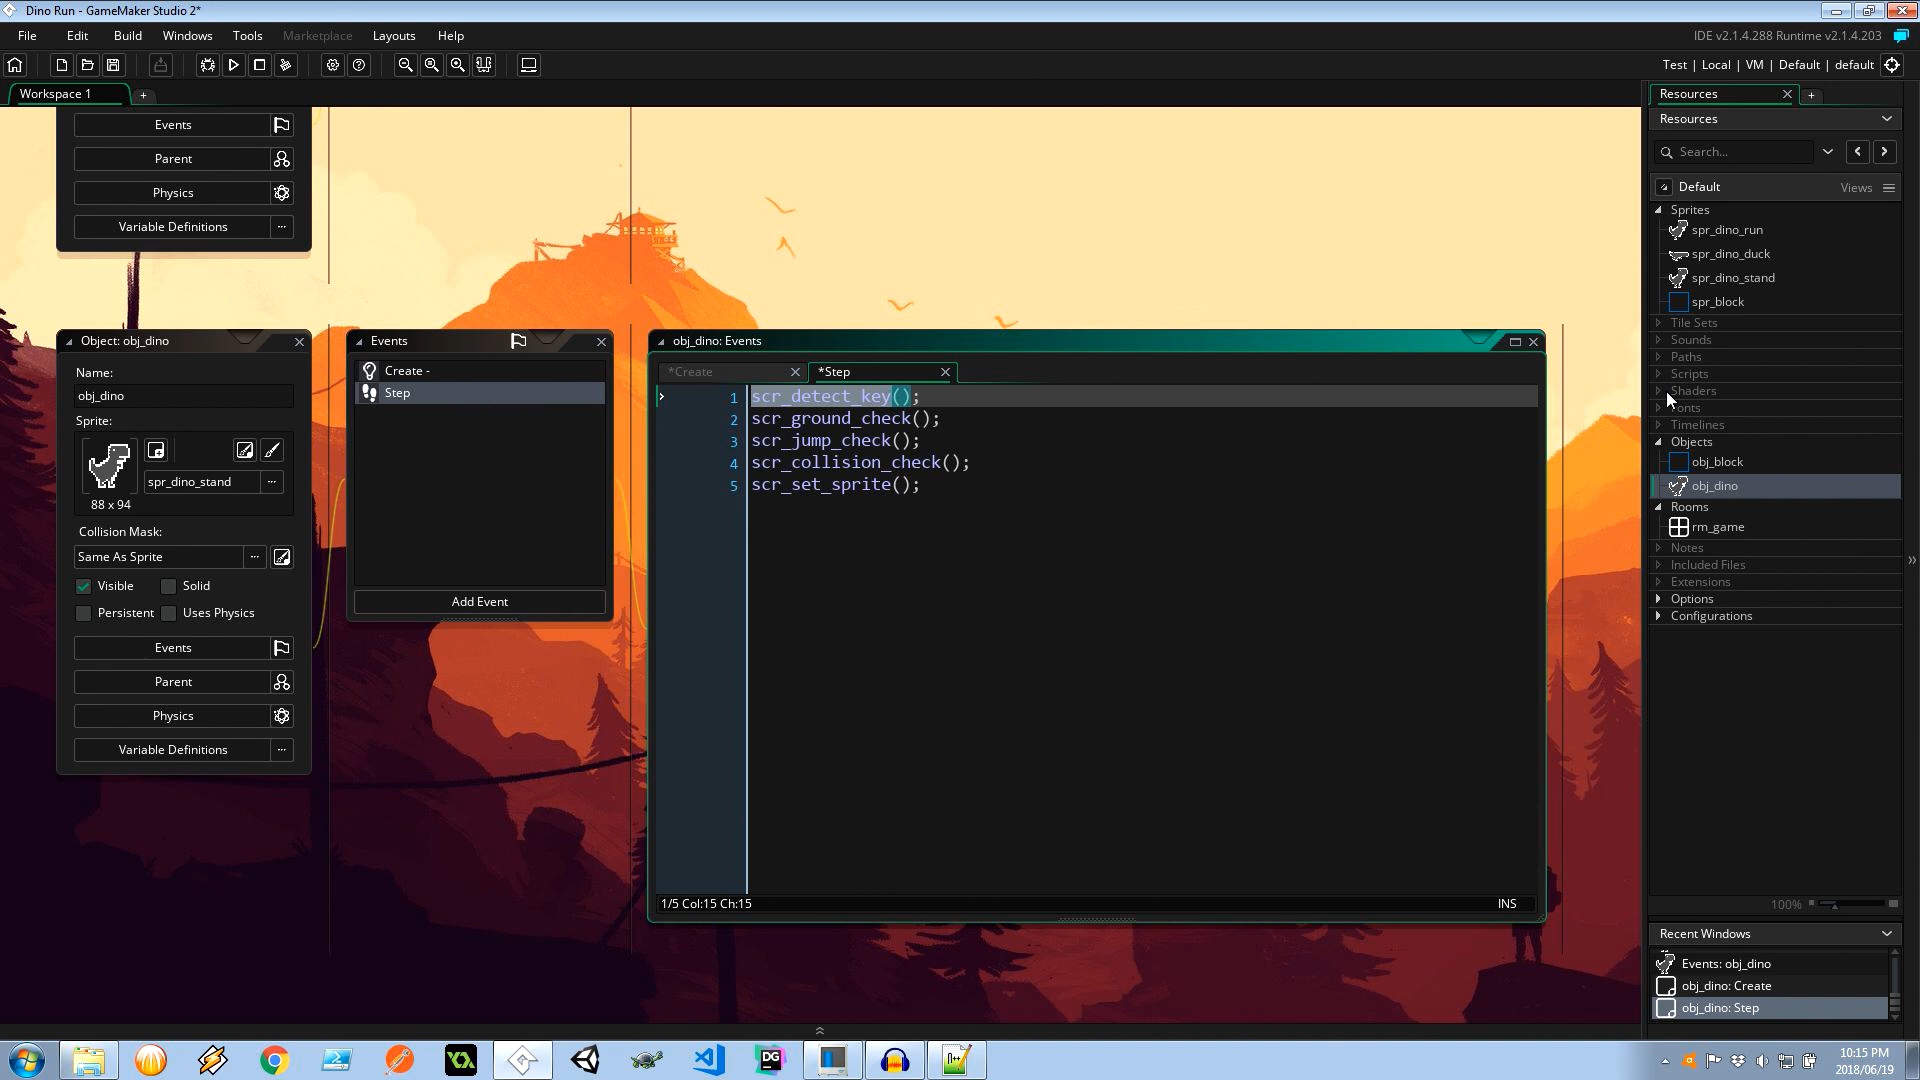 Dino Run - GameMaker Studio 2*
File Edit Build Windows Tools Marketplace Layouts Help
IDE v2.1.4.288 Runtime v2.1.4.203
Test | Local | VM | Default | default
Workspace 1
Events
Parent
Physics
Variable Definitions
Object: obj_dino
Name:
obj_dino
Sprite:
spr_dino_stand
88 x 94
Collision Mask:
Same As Sprite
Visible Solid
Persistent Uses Physics
Events
Parent
Physics
Variable Definitions
Events
Create -
Step
Add Event
obj_dino: Events
*Create *Step
1 scr_detect_key();
2 scr_ground_check();
3 scr_jump_check();
4 scr_collision_check();
5 scr_set_sprite();
1/5 Col:15 Ch:15 INS
Resources
Resources
Search...
Default Views
Sprites
spr_dino_run
spr_dino_duck
spr_dino_stand
spr_block
Tile Sets
Sounds
Paths
Scripts
Shaders
Fonts
Timelines
Objects
obj_block
obj_dino
Rooms
rm_game
Notes
Included Files
Extensions
Options
Configurations
100%
Recent Windows
Events: obj_dino
obj_dino: Create
obj_dino: Step
DG
n++
10:15 PM
2018/06/19